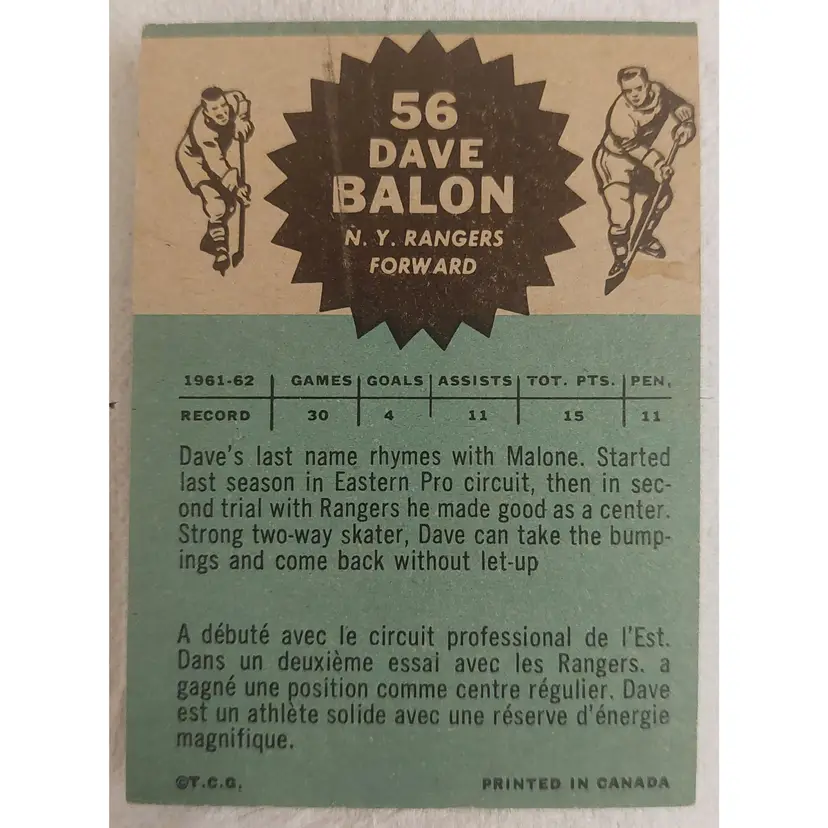 56
DAVE
BALON
N. Y. RANGERS
FORWARD
1961-62 GAMES GOALS ASSISTS TOT. PTS. PEN.
RECORD 30 4 11 15 11
Dave's last name rhymes with Malone. Started
last season in Eastern Pro circuit, then in sec-
ond trial with Rangers he made good as a center.
Strong two-way skater, Dave can take the bump-
ings and come back without let-up
A débuté avec le circuit professional de l'Est.
Dans un deuxième essai avec les Rangers. a
gagné une position comme centre régulier. Dave
est un athlète solide avec une réserve d'énergie
magnifique.
©T.C.G. PRINTED IN CANADA